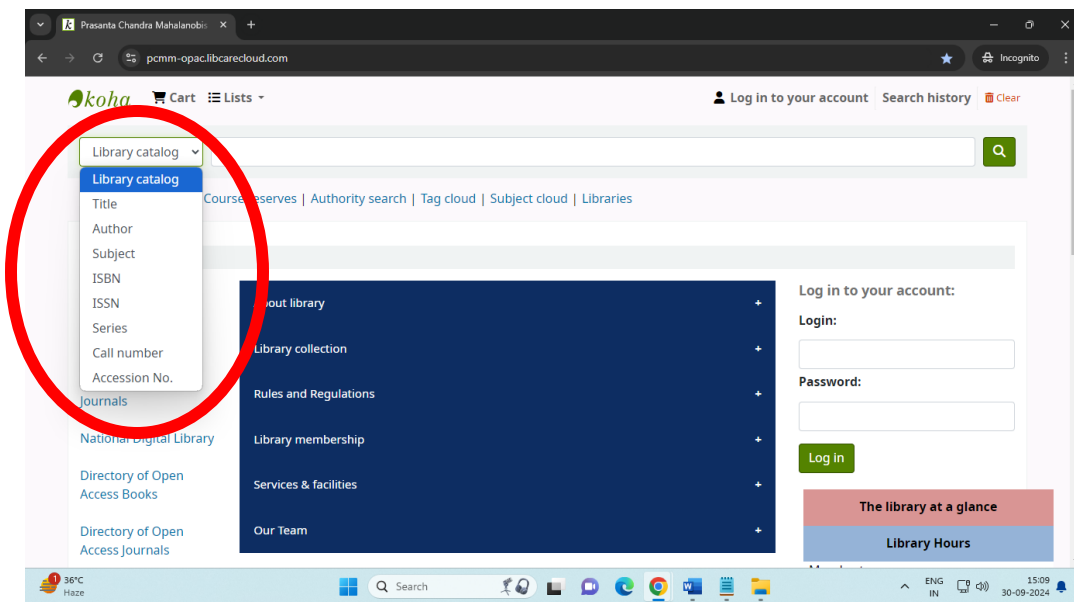 Prasanta Chandra Mahalanobis
pcmm-opac.libcarecloud.com
Incognito
koha Cart Lists Log in to your account Search history Clear
Library catalog
Library catalog
Title
Author
Subject
ISBN
ISSN
Series
Call number
Accession No.
Authority search | Tag cloud | Subject cloud | Libraries
Journals
National Digital Library
Directory of Open
Access Books
Directory of Open
Access Journals
About library +
Library collection +
Rules and Regulations +
Library membership +
Services & facilities +
Our Team +
Log in to your account:
Login:
Password:
Log in
The library at a glance
Library Hours
1
36°C
Haze
Search
ENG
IN
15:09
30-09-2024